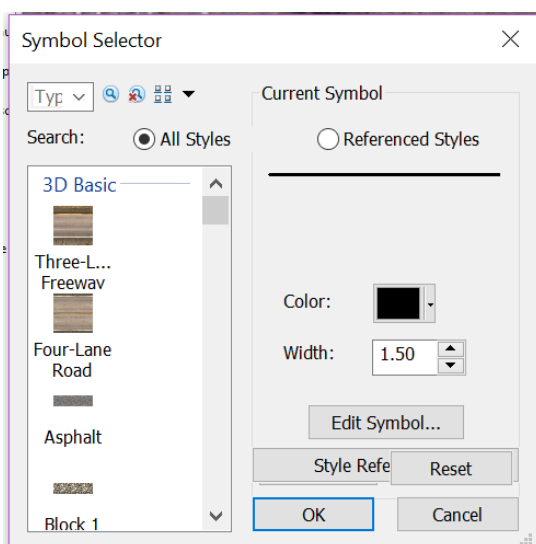 Symbol Selector
Typ
Current Symbol
Search:
All Styles
Referenced Styles
3D Basic
Three-L...
Freeway
Four-Lane
Road
Asphalt
Block 1
Color:
Width:
1.50
Edit Symbol...
Style Refe
Reset
OK
Cancel